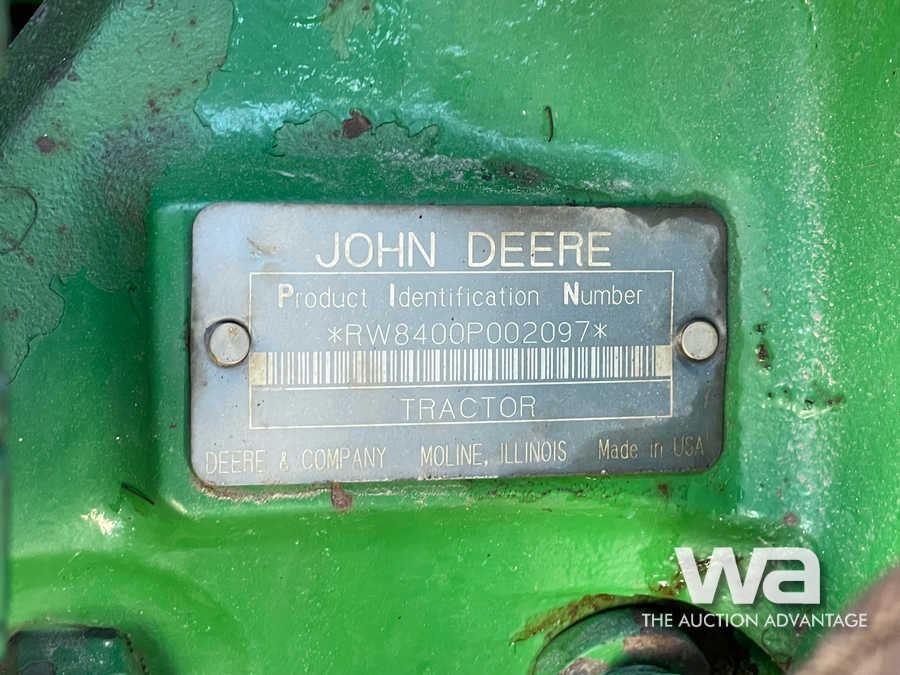 JOHN DEERE
Product Identification Number
*RW8400P002097*
TRACTOR
DEERE & COMPANY MOLINE, ILLINOIS Made in USA
wa
THE AUCTION ADVANTAGE